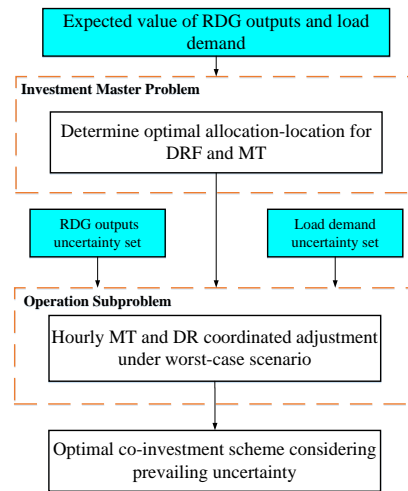 Expected value of RDG outputs and load
demand
Investment Master Problem
Determine optimal allocation-location for
DRF and MT
RDG outputs
uncertainty set
Load demand
uncertainty set
Operation Subproblem
Hourly MT and DR coordinated adjustment
under worst-case scenario
Optimal co-investment scheme considering
prevailing uncertainty